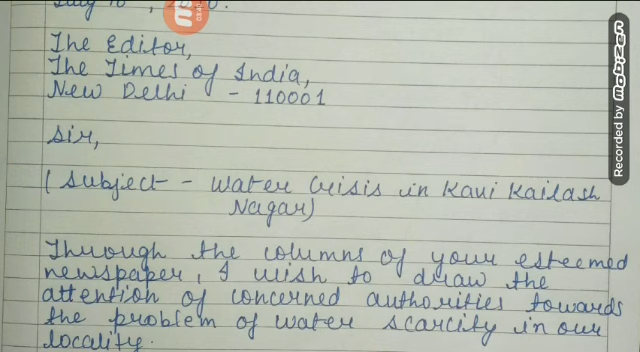 The Editor,
The Times of India,
New Delhi - 110001
Sir,
(Subject - Water Crisis in Kavi Kailash
Nagar)
Through the columns of your esteemed
newspaper, I wish to draw the
attention of concerned authorities towards
the problem of water scarcity in our
locality.
Recorded by MOBIZEN